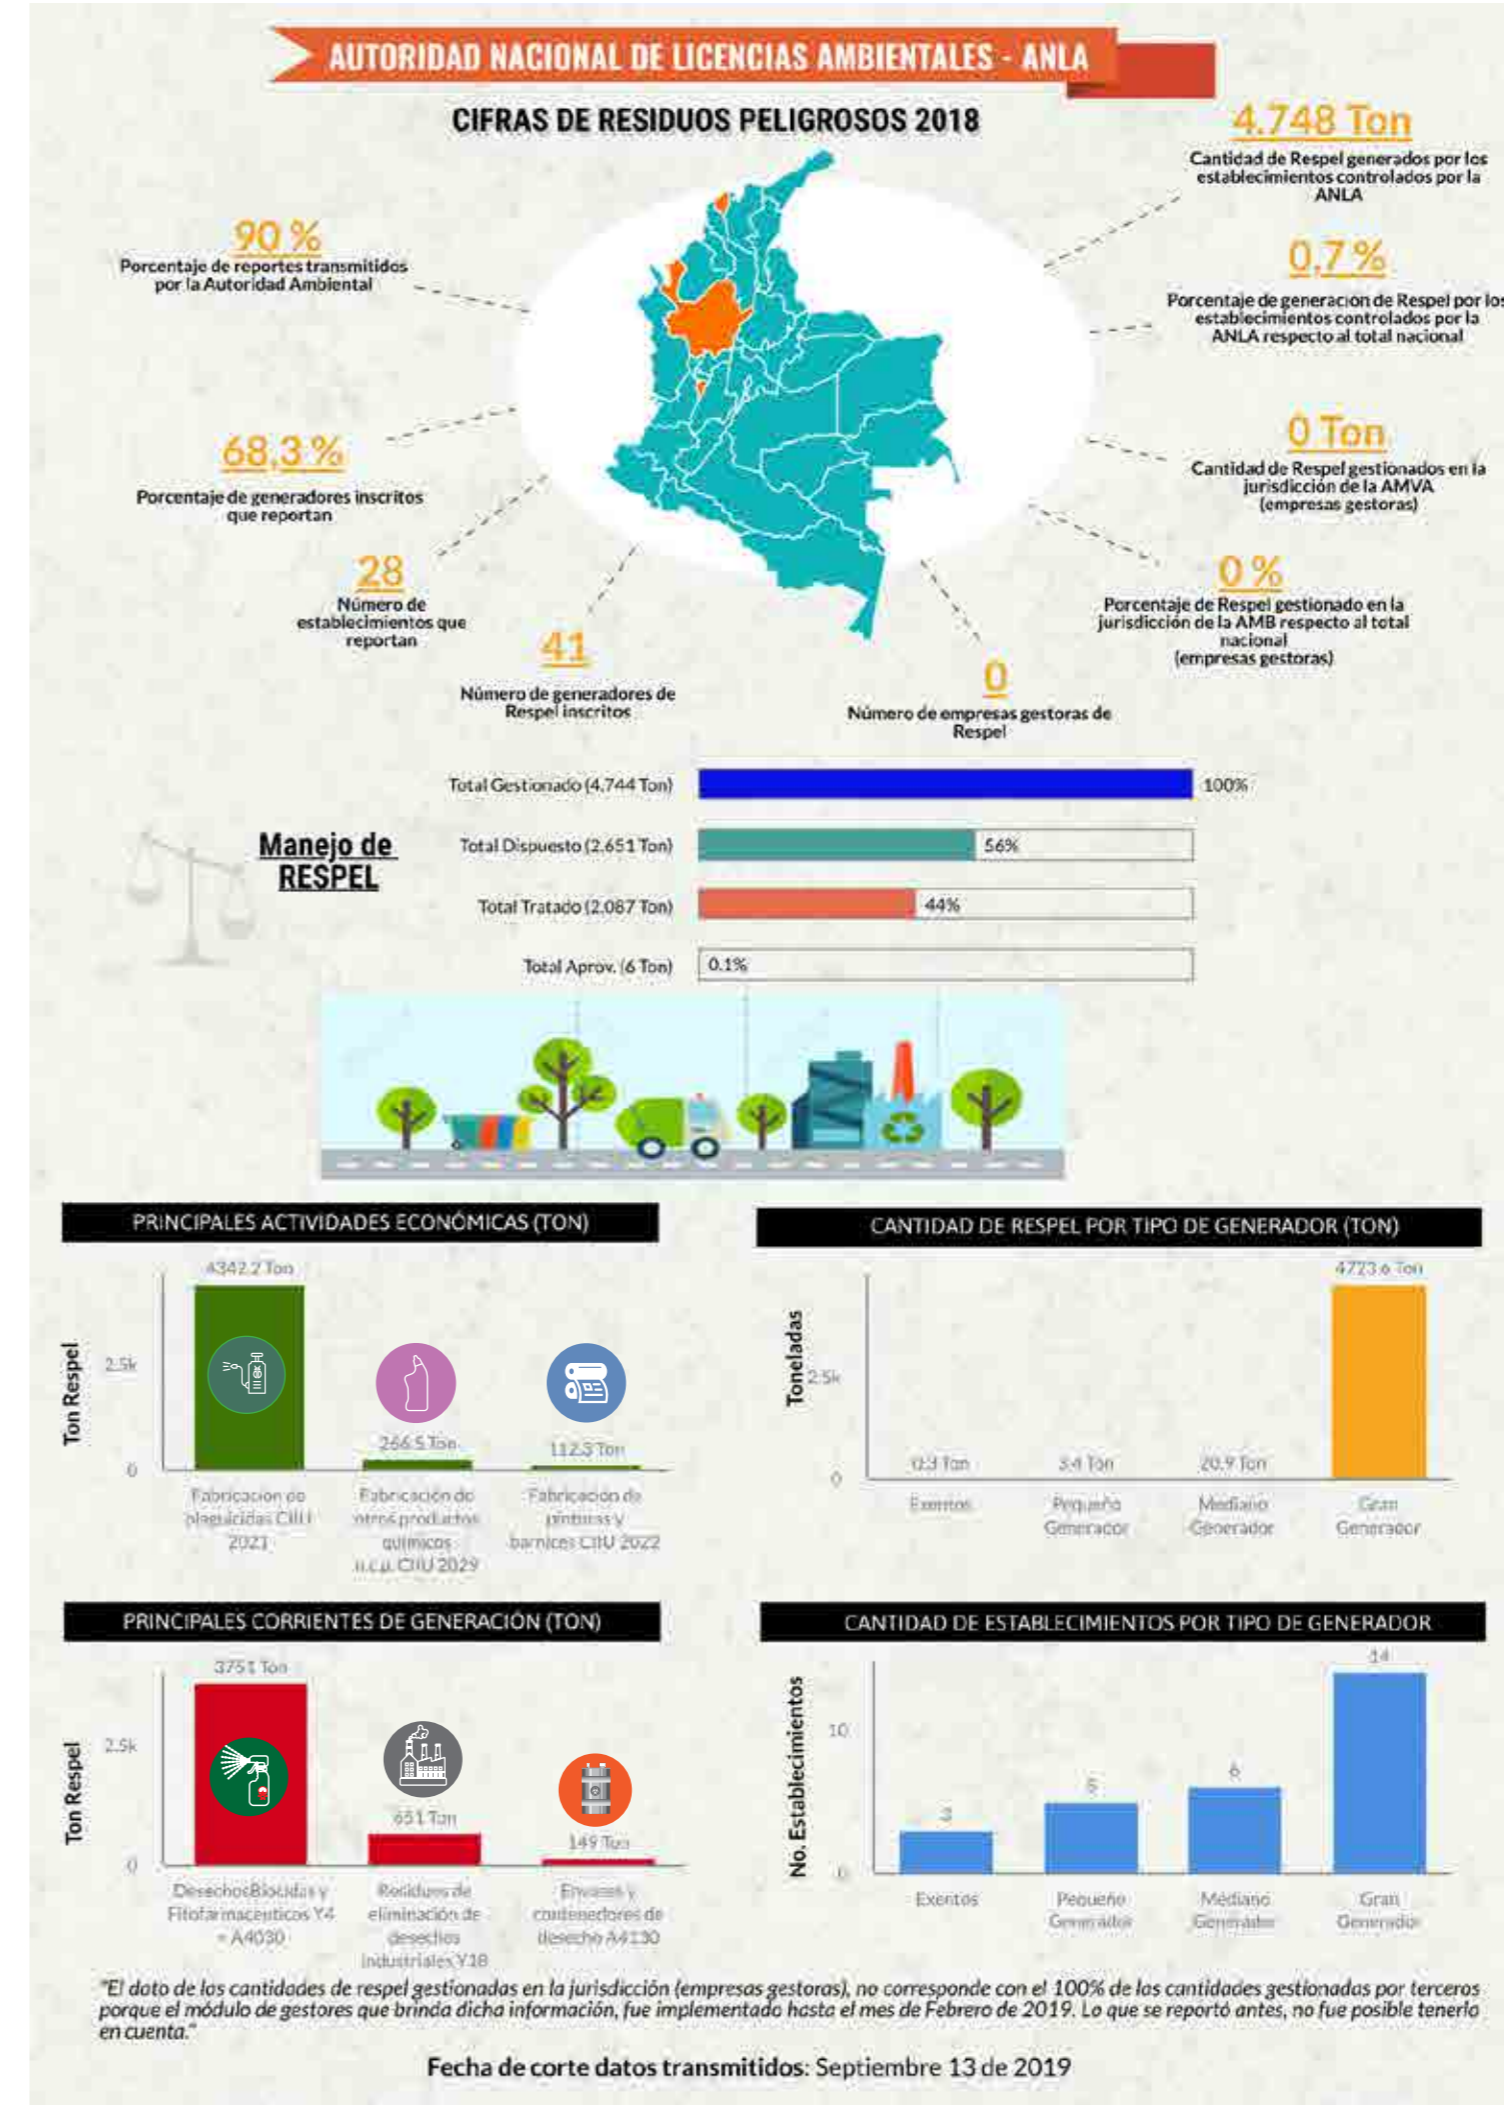 AUTORIDAD NACIONAL DE LICENCIAS AMBIENTALES - ANLA
CIFRAS DE RESIDUOS PELIGROSOS 2018
4.748 Ton
Cantidad de Respel generados por los
establecimientos controlados por la
ANLA
90 %
Porcentaje de reportes transmitidos
por la Autoridad Ambiental
0,7 %
Porcentaje de generación de Respel por los
establecimientos controlados por la
ANLA respecto al total nacional
68,3 %
Porcentaje de generadores inscritos
que reportan
0 Ton
Cantidad de Respel gestionados en la
jurisdicción de la AMVA
(empresas gestoras)
28
Número de
establecimientos que
reportan
0 %
Porcentaje de Respel gestionado en la
jurisdicción de la AMB respecto al total
nacional
(empresas gestoras)
41
Número de generadores de
Respel inscritos
0
Número de empresas gestoras de
Respel
Manejo de
RESPEL
Total Gestionado (4.744 Ton)
100%
Total Dispuesto (2.651 Ton)
56%
Total Tratado (2.087 Ton)
44%
Total Aprov. (6 Ton)
0.1%
PRINCIPALES ACTIVIDADES ECONÓMICAS (TON)
Ton Respel
2.5k
0
4342.2 Ton
266.5 Ton
112.3 Ton
Fabricación de
plaguicidas CIIU
2021
Fabricación de
otros productos
químicos
n.c.p. CIIU 2029
Fabricación de
pinturas y
barnices CIIU 2022
CANTIDAD DE RESPEL POR TIPO DE GENERADOR (TON)
Toneladas
2.5k
0
0.3 Ton
3.4 Ton
20.9 Ton
4723.6 Ton
Exentos
Pequeño
Generador
Mediano
Generador
Gran
Generador
PRINCIPALES CORRIENTES DE GENERACIÓN (TON)
Ton Respel
2.5k
0
3751 Ton
651 Ton
149 Ton
Desechos Biocidas y
Fitofarmacenticos Y4
+ A4030
Residuos de
eliminación de
desechos
industriales Y18
Envases y
contenedores de
desecho A4130
CANTIDAD DE ESTABLECIMIENTOS POR TIPO DE GENERADOR
No. Establecimientos
10
0
3
5
6
14
Exentos
Pequeño
Generador
Mediano
Generador
Gran
Generador
"El dato de las cantidades de respel gestionadas en la jurisdicción (empresas gestoras), no corresponde con el 100% de las cantidades gestionadas por terceros
porque el módulo de gestores que brinda dicha información, fue implementado hasta el mes de Febrero de 2019. Lo que se reportó antes, no fue posible tenerlo
en cuenta."
Fecha de corte datos transmitidos: Septiembre 13 de 2019